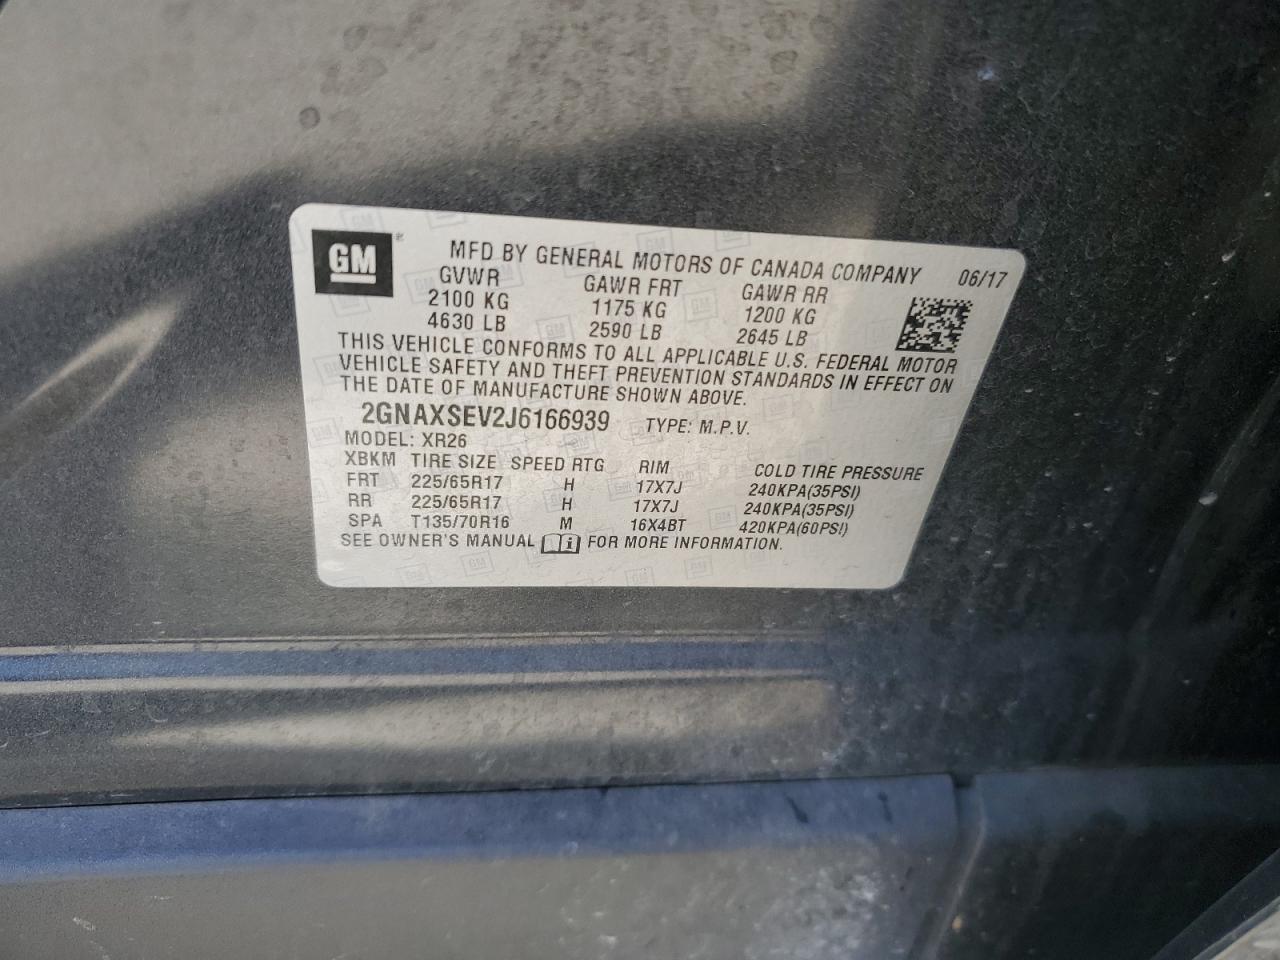 GM ®
MFD BY GENERAL MOTORS OF CANADA COMPANY 06/17
GVWR GAWR FRT GAWR RR
2100 KG 1175 KG 1200 KG
4630 LB 2590 LB 2645 LB
THIS VEHICLE CONFORMS TO ALL APPLICABLE U.S. FEDERAL MOTOR
VEHICLE SAFETY AND THEFT PREVENTION STANDARDS IN EFFECT ON
THE DATE OF MANUFACTURE SHOWN ABOVE.
2GNAXSEV2J6166939 TYPE: M.P.V.
MODEL: XR26
XBKM TIRE SIZE SPEED RTG RIM COLD TIRE PRESSURE
FRT 225/65R17 H 17X7J 240KPA(35PSI)
RR 225/65R17 H 17X7J 240KPA(35PSI)
SPA T135/70R16 M 16X4BT 420KPA(60PSI)
SEE OWNER'S MANUAL i FOR MORE INFORMATION.